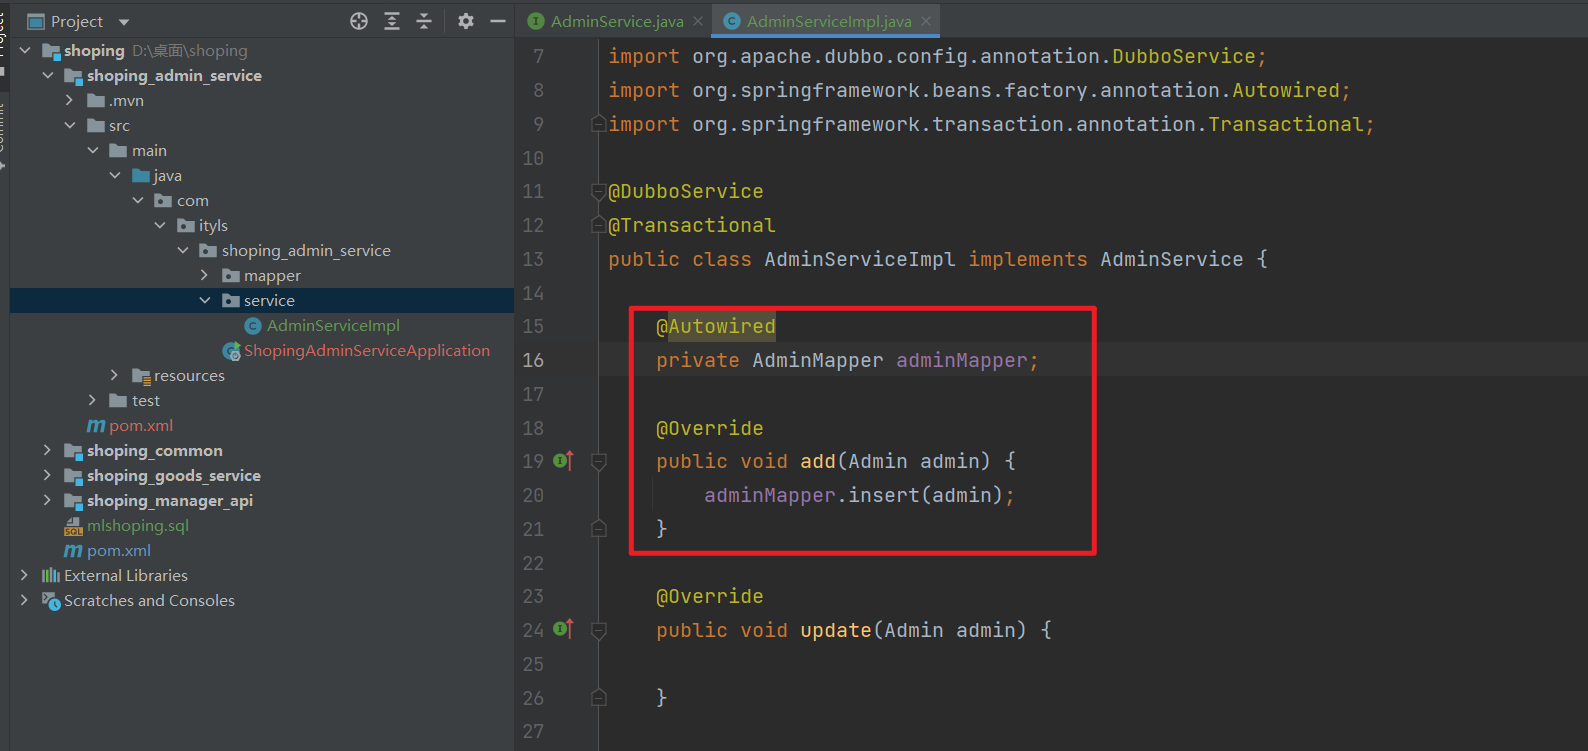 Project
AdminService.java
AdminServiceImpl.java
Project
shoping D:\桌面\shoping
shoping_admin_service
.mvn
src
main
java
com
ityls
shoping_admin_service
mapper
service
AdminServiceImpl
ShopingAdminServiceApplication
resources
test
pom.xml
shoping_common
shoping_goods_service
shoping_manager_api
mlshoping.sql
pom.xml
External Libraries
Scratches and Consoles
7 import org.apache.dubbo.config.annotation.DubboService;
8 import org.springframework.beans.factory.annotation.Autowired;
9 import org.springframework.transaction.annotation.Transactional;
10
11 @DubboService
12 @Transactional
13 public class AdminServiceImpl implements AdminService {
14
15 @Autowired
16 private AdminMapper adminMapper;
17
18 @Override
19 public void add(Admin admin) {
20 adminMapper.insert(admin);
21 }
22
23 @Override
24 public void update(Admin admin) {
25
26 }
27